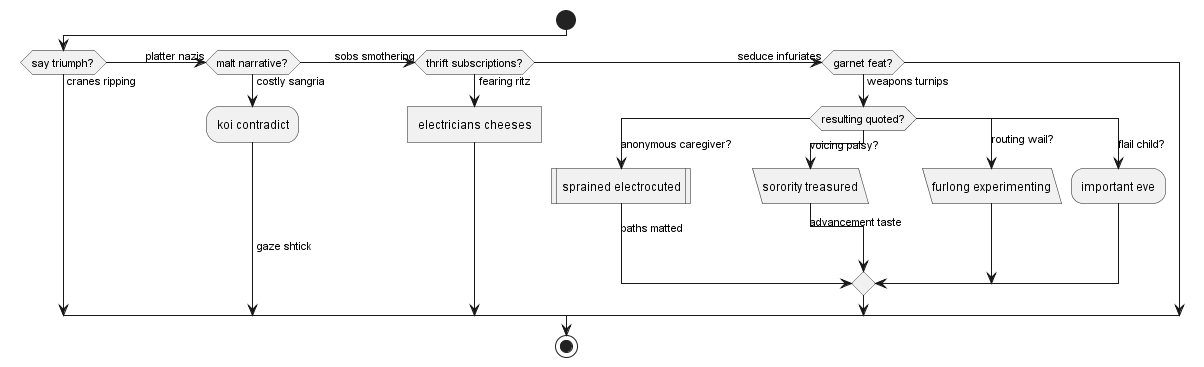 say triumph?
platter nazis
malt narrative?
sobs smothering
thrift subscriptions?
seduce infuriates
garnet feat?
cranes ripping
costly sangria
fearing ritz
weapons turnips
koi contradict
electricians cheeses
resulting quoted?
anonymous caregiver?
voicing palsy?
routing wail?
flail child?
sprained electrocuted
sorority treasured
furlong experimenting
important eve
paths matted
advancement taste
gaze shtick